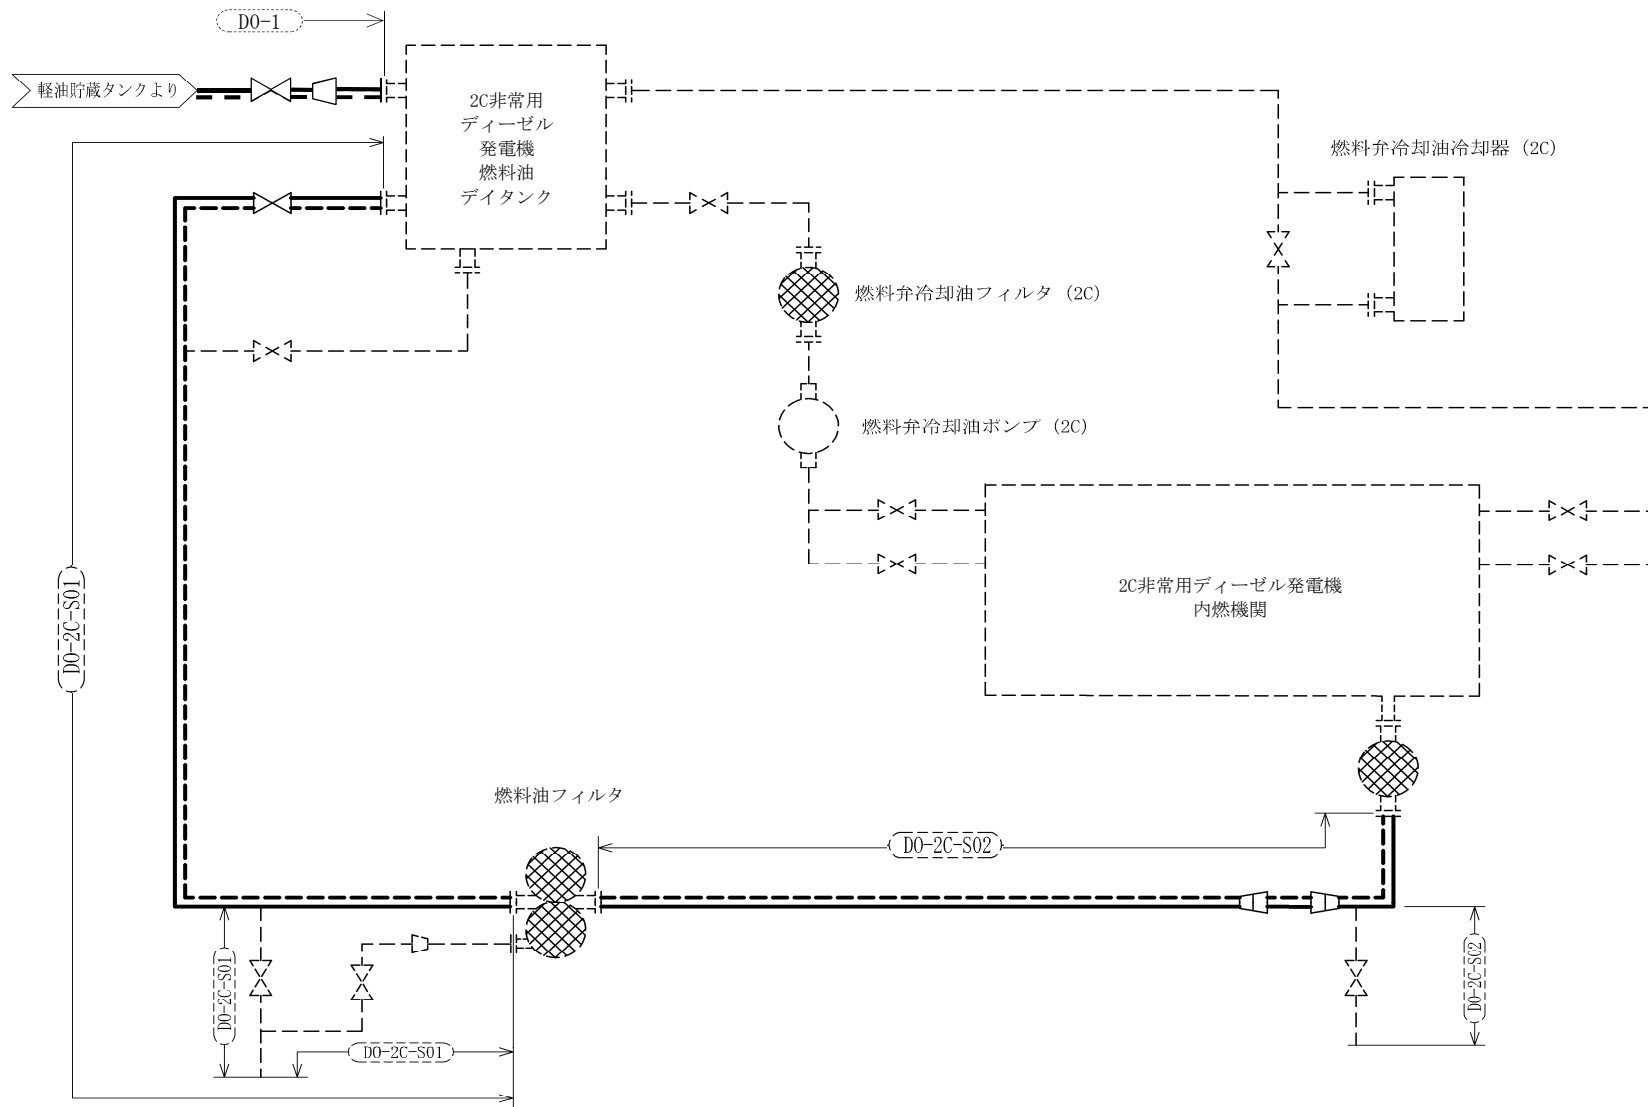 DO-1
軽油貯蔵タンクより
2C非常用
ディーゼル
発電機
燃料油
デイタンク
燃料弁冷却油冷却器（2C）
燃料弁冷却油フィルタ（2C）
燃料弁冷却油ポンプ（2C）
DO-2C-S01
2C非常用ディーゼル発電機
内燃機関
燃料油フィルタ
DO-2C-S02
DO-2C-S01
DO-2C-S02
DO-2C-S01